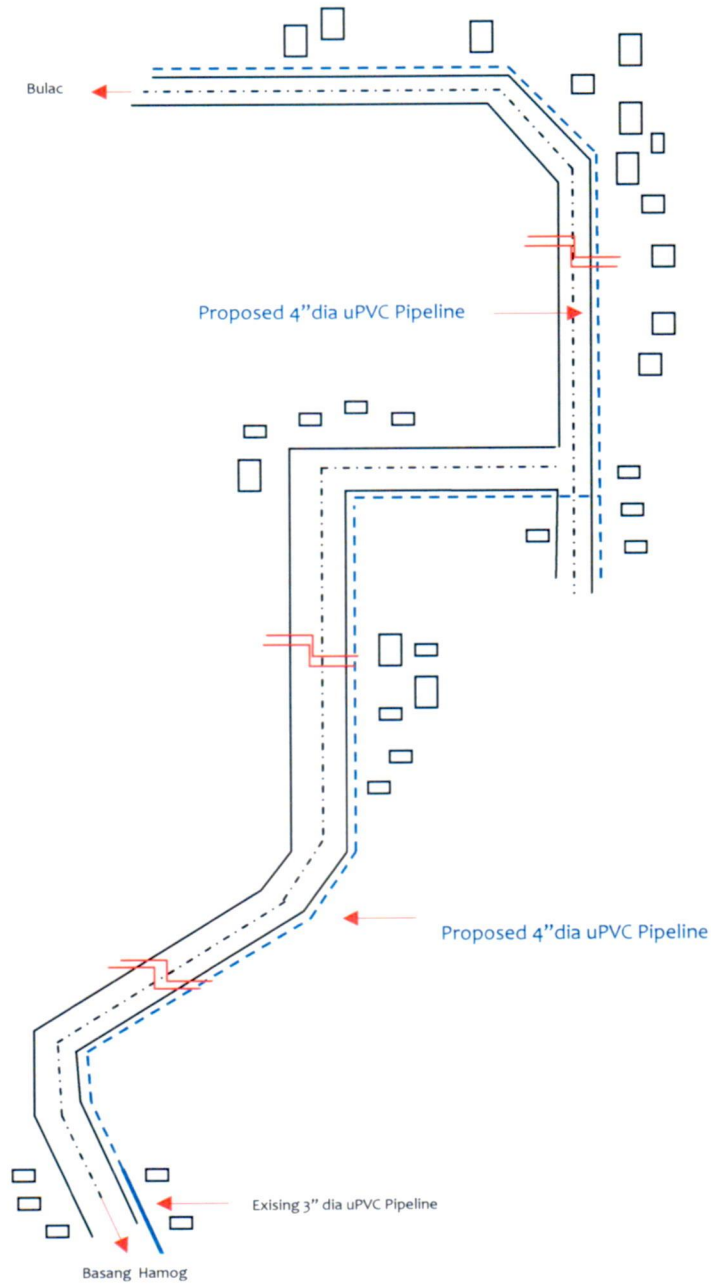 Bulac
Proposed 4”dia uPVC Pipeline
Proposed 4”dia uPVC Pipeline
Exising 3” dia uPVC Pipeline
Basang Hamog